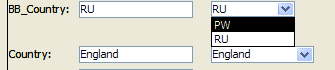 BB_Country: RU RU
PW
RU
Country: England England